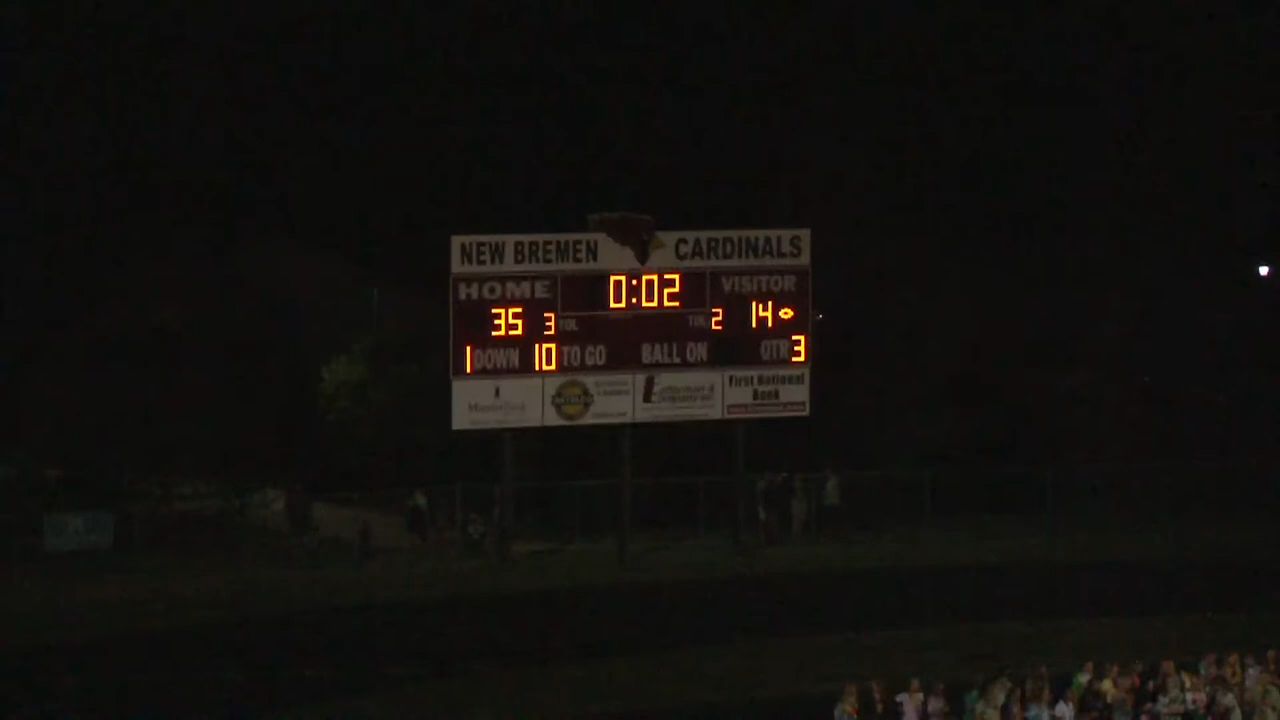 NEW BREMEN CARDINALS
HOME 0:02 VISITOR
35 3 TOL TOL 2 14
1 DOWN 10 TO GO BALL ON QTR 3
First National
Bank